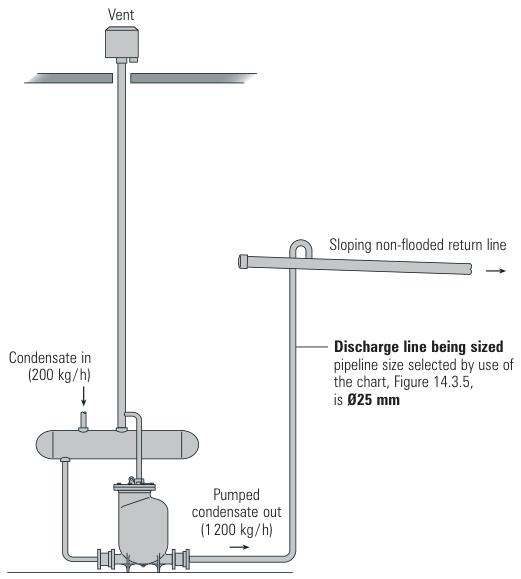 Vent
Sloping non-flooded return line
Discharge line being sized
pipeline size selected by use of
the chart, Figure 14.3.5,
is Ø25 mm
Condensate in
(200 kg/h)
Pumped
condensate out
(1 200 kg/h)